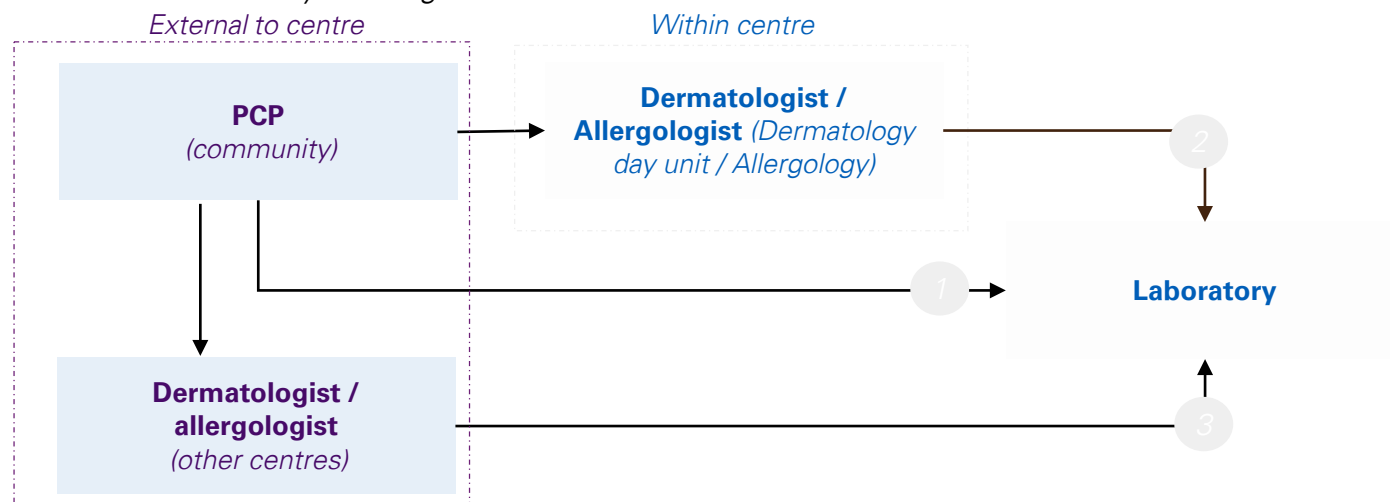 External to centre
Within centre
PCP
(community)
Dermatologist /
Allergologist (Dermatology
day unit / Allergology)
2
1
Laboratory
Dermatologist /
allergologist
(other centres)
3